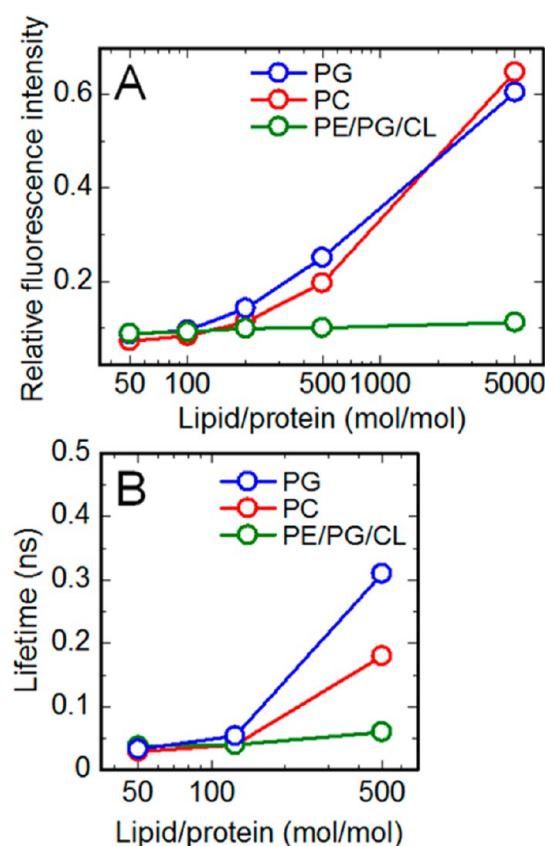 A
PG
PC
PE/PG/CL
Relative fluorescence intensity
0.6
0.4
0.2
50 100 500 1000 5000
Lipid/protein (mol/mol)
B
PG
PC
PE/PG/CL
Lifetime (ns)
0.5
0.4
0.3
0.2
0.1
0
50 100 500
Lipid/protein (mol/mol)